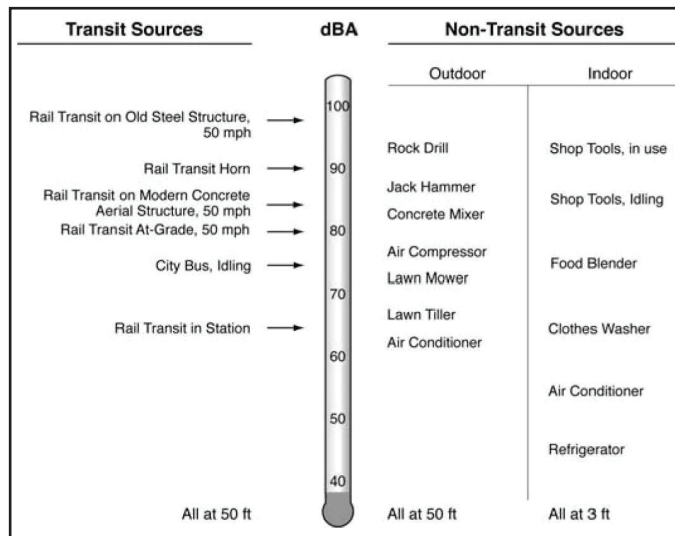 Transit Sources
dBA
Non-Transit Sources
Outdoor
Indoor
Rail Transit on Old Steel Structure,
50 mph
Rail Transit Horn
Rail Transit on Modern Concrete
Aerial Structure, 50 mph
Rail Transit At-Grade, 50 mph
City Bus, Idling
Rail Transit in Station
All at 50 ft
100
90
80
70
60
50
40
Rock Drill
Jack Hammer
Concrete Mixer
Air Compressor
Lawn Mower
Lawn Tiller
Air Conditioner
All at 50 ft
Shop Tools, in use
Shop Tools, Idling
Food Blender
Clothes Washer
Air Conditioner
Refrigerator
All at 3 ft